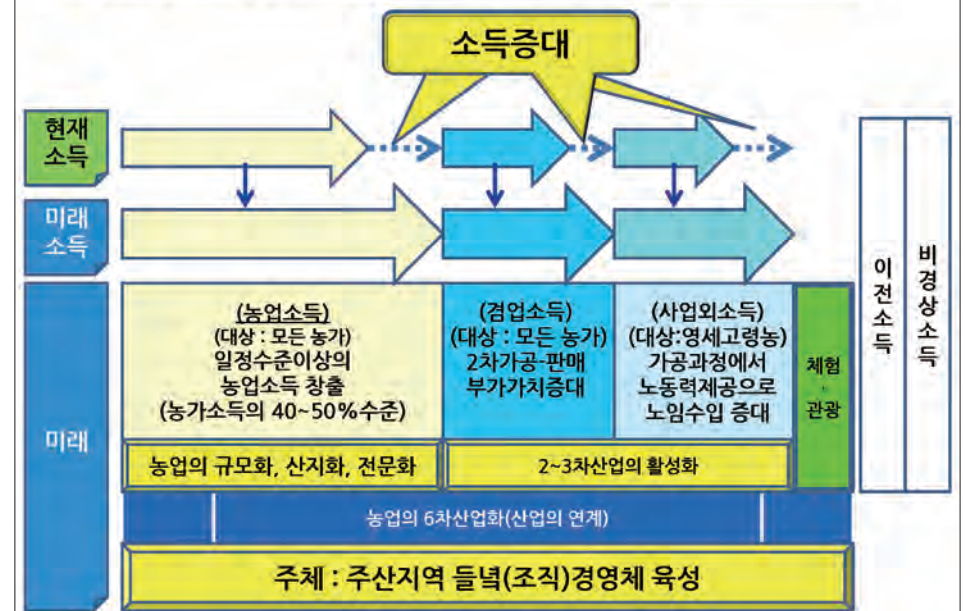 소득증대
현재
소득
미래
소득
미래
(농업소득)
(대상 : 모든 농가)
일정수준이상의
농업소득 창출
(농가소득의 40~50%수준)
(겸업소득)
(대상 : 모든 농가)
2차가공·판매
부가가치증대
(사업외소득)
(대상:영세고령농)
가공과정에서
노동력제공으로
노임수입 증대
체험
·
관광
이전소득
비경상소득
농업의 규모화, 산지화, 전문화
2~3차산업의 활성화
농업의 6차산업화(산업의 연계)
주체 : 주산지역 들녘(조직)경영체 육성